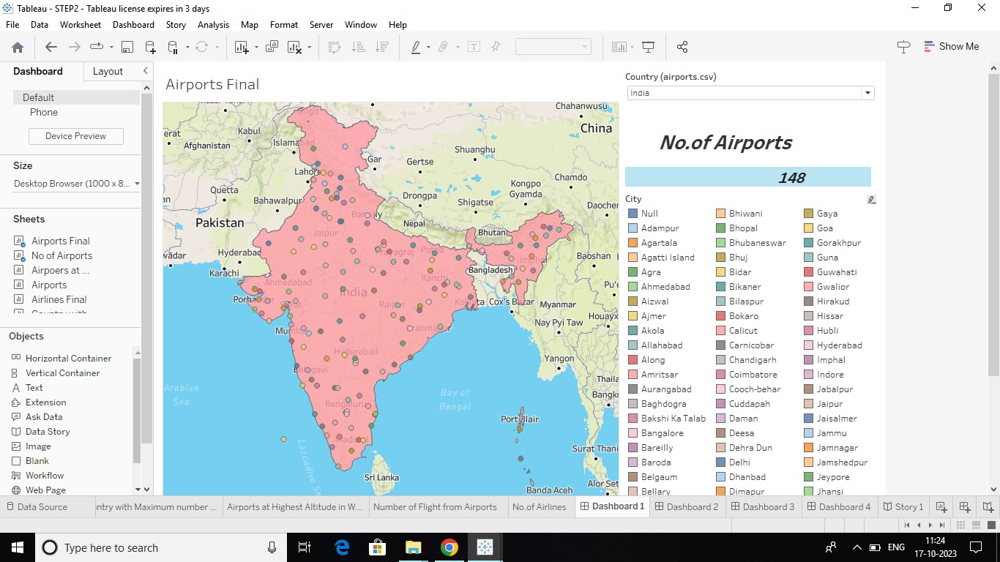 Tableau - STEP2 - Tableau license expires in 3 days
File Data Worksheet Dashboard Story Analysis Map Format Server Window Help
Show Me
Dashboard Layout
Default
Phone
Device Preview
Size
Desktop Browser (1000 x 8...
Sheets
Airports Final
No of Airports
Airpoers at ...
Airports
Airlines Final
Objects
Horizontal Container
Vertical Container
Text
Extension
Ask Data
Data Story
Image
Blank
Workflow
Web Page
Airports Final
Gilgit
Chahanwusu
China
Kabul
erat
Afghanistan
Islamabad
Shuanghu
Gar
Gertse
Lahore
Chamdo
Kongpo
Gyamda
Quetta
Drongpa
Shigatse
Bahawalpur
Daocher
Bareilly
Pakistan
Nepal
Bhutan
Jaipur
Hyderabad
Prayagraj
Patna
Imphal
Baoshan
Karachi
Bangladesh
Ahmedabad
Ranchi
India
Pu'e
Porbandar
Surat
Raipur
Kolkata
Cox's Bazar
Myanmar
Houayx
Nay Pyi Taw
Mumbai
Brahmapur
Hyderabad
Yangon
Belgavi
Thaila
Arabian
Sea
Bay of
Bengal
Bangko
Bengaluru
Port Blair
Madurai
Laccadive Se
Surat Thani
Sri Lanka
Alor Set
Banda Aceh
Country (airports.csv)
India
No.of Airports
148
City
Null Bhiwani Gaya
Adampur Bhopal Goa
Agartala Bhubaneswar Gorakhpur
Agatti Island Bhuj Guna
Agra Bidar Guwahati
Ahmedabad Bikaner Gwalior
Aizwal Bilaspur Hirakud
Ajmer Bokaro Hissar
Akola Calicut Hubli
Allahabad Carnicobar Hyderabad
Along Chandigarh Imphal
Amritsar Coimbatore Indore
Aurangabad Cooch-behar Jabalpur
Baghdogra Cuddapah Jaipur
Bakshi Ka Talab Daman Jaisalmer
Bangalore Deesa Jammu
Bareilly Dehra Dun Jamnagar
Baroda Delhi Jamshedpur
Belgaum Dhanbad Jeypore
Bellary Dimapur Jhansi
Data Source ntry with Maximum number ... Airports at Highest Altitude in W... Number of Flight from Airports No.of Airlines Dashboard 1 Dashboard 2 Dashboard 3 Dashboard 4 Story 1
Type here to search
ENG
11:24
17-10-2023